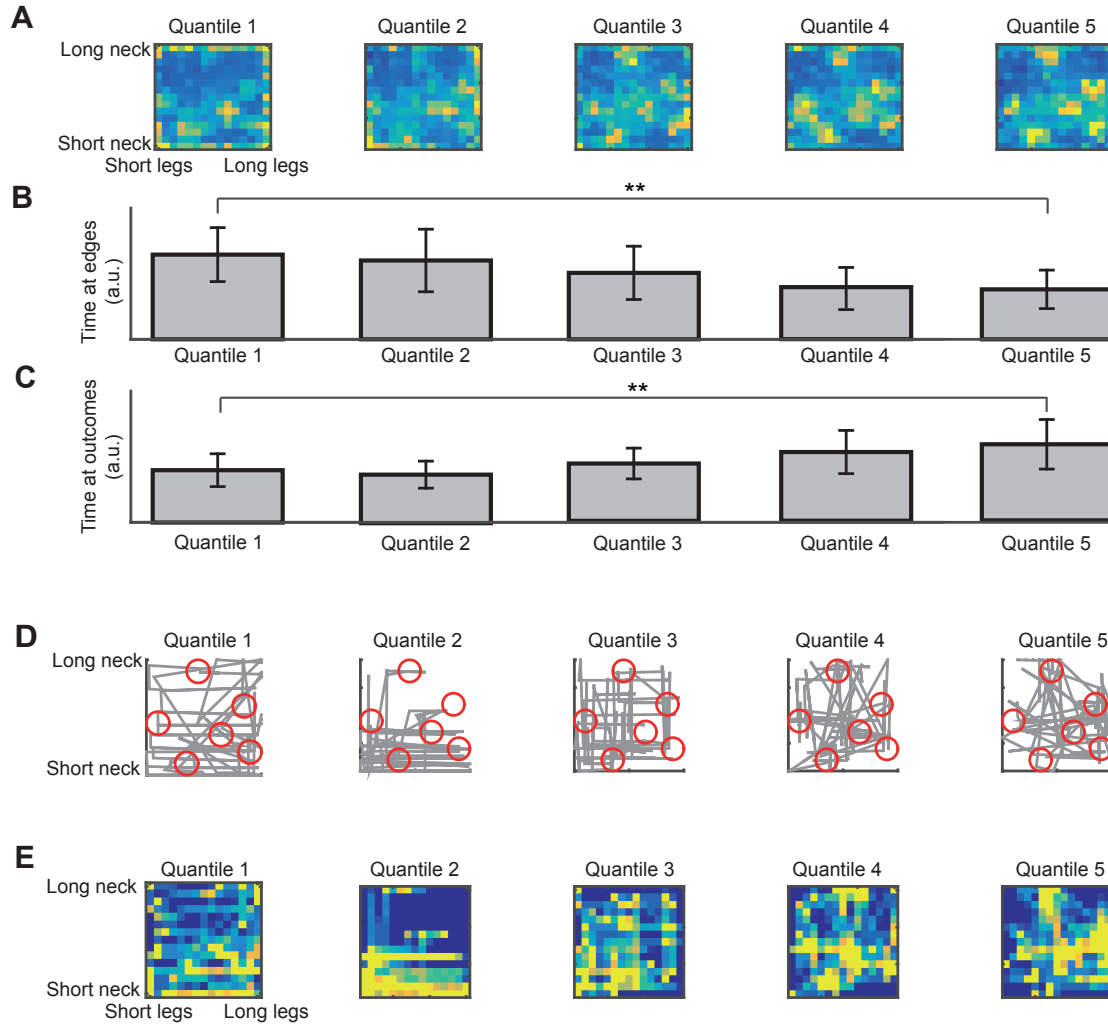 A
Quantile 1 Quantile 2 Quantile 3 Quantile 4 Quantile 5
Long neck
Short neck
Short legs Long legs
B
**
Time at edges
(a.u.)
Quantile 1 Quantile 2 Quantile 3 Quantile 4 Quantile 5
C
**
Time at outcomes
(a.u.)
Quantile 1 Quantile 2 Quantile 3 Quantile 4 Quantile 5
D
Quantile 1 Quantile 2 Quantile 3 Quantile 4 Quantile 5
Long neck
Short neck
E
Quantile 1 Quantile 2 Quantile 3 Quantile 4 Quantile 5
Long neck
Short neck
Short legs Long legs